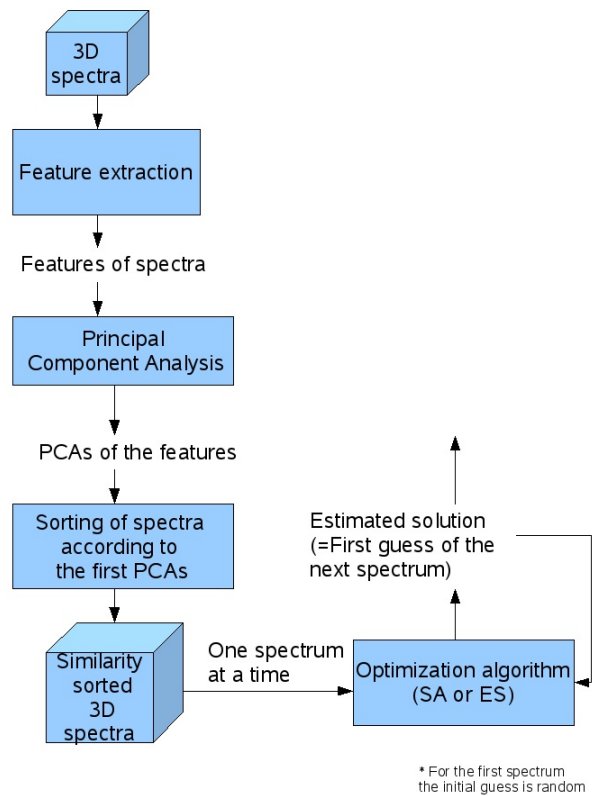 3D
spectra
Feature extraction
Features of spectra
Principal
Component Analysis
PCAs of the features
Sorting of spectra
according to
the first PCAs
Similarity
sorted
3D
spectra
One spectrum
at a time
Optimization algorithm
(SA or ES)
Estimated solution
(=First guess of the
next spectrum)
* For the first spectrum
the initial guess is random